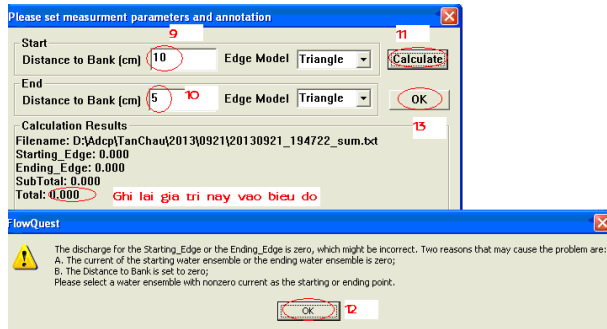 Please set measurment parameters and annotation
9
11
Start
Distance to Bank (cm) 10 Edge Model Triangle Calculate
End
Distance to Bank (cm) 5 10 Edge Model Triangle OK
13
Calculation Results
Filename: D:\Adcp\TanChau\2013\0921\20130921_194722_sum.txt
Starting_Edge: 0.000
Ending_Edge: 0.000
SubTotal: 0.000
Total: 0.000 Ghi lai gia tri nay vao bieu do
FlowQuest
The discharge for the Starting_Edge or the Ending_Edge is zero, which might be incorrect. Two reasons that may cause the problem are:
A. The current of the starting water ensemble or the ending water ensemble is zero;
B. The Distance to Bank is set to zero;
Please select a water ensemble with nonzero current as the starting or ending point.
OK 12